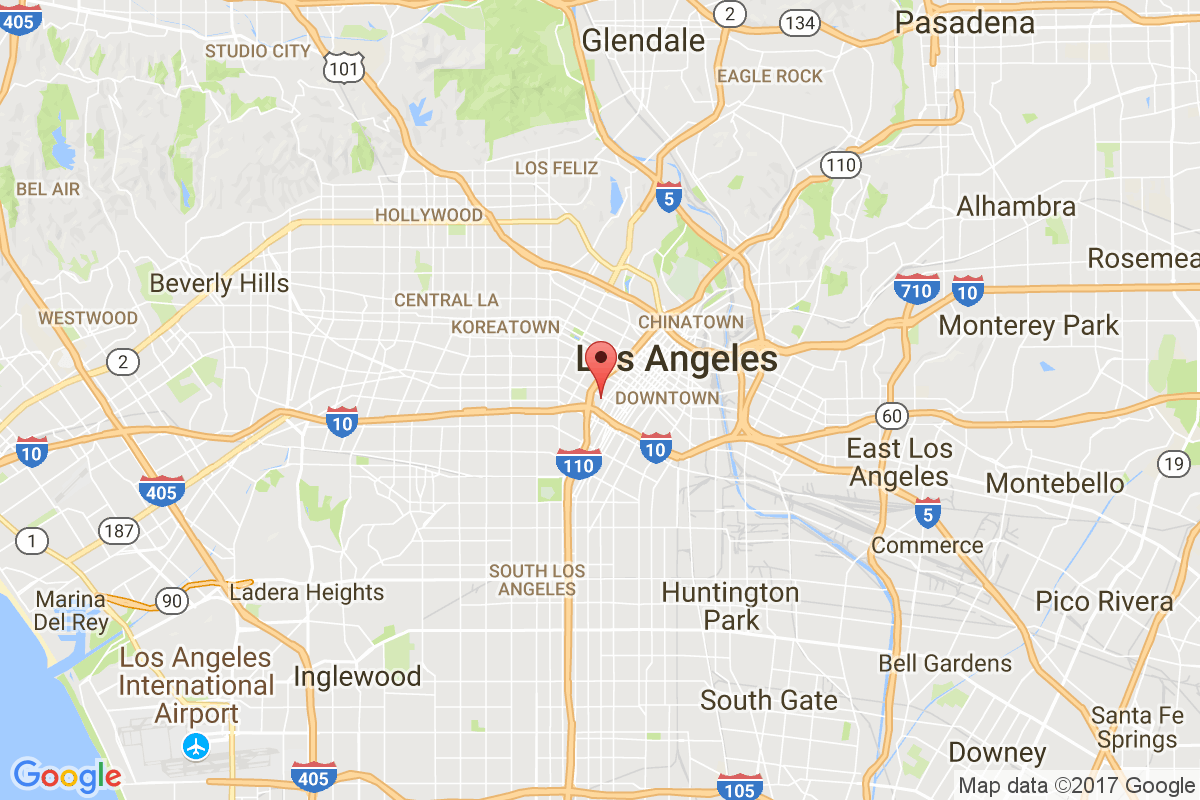 405
STUDIO CITY
101
Glendale
2
134
Pasadena
EAGLE ROCK
BEL AIR
LOS FELIZ
5
110
HOLLYWOOD
Alhambra
Beverly Hills
Rosemea
CENTRAL LA
710
10
WESTWOOD
KOREATOWN
CHINATOWN
Monterey Park
2
Los Angeles
DOWNTOWN
10
60
10
110
10
East Los
Angeles
19
405
Montebello
5
1
187
Commerce
SOUTH LOS
ANGELES
90
Ladera Heights
Huntington
Park
Marina
Del Rey
Pico Rivera
Los Angeles
International
Airport
Inglewood
Bell Gardens
South Gate
Santa Fe
Springs
Downey
Google
405
105
Map data ©2017 Google